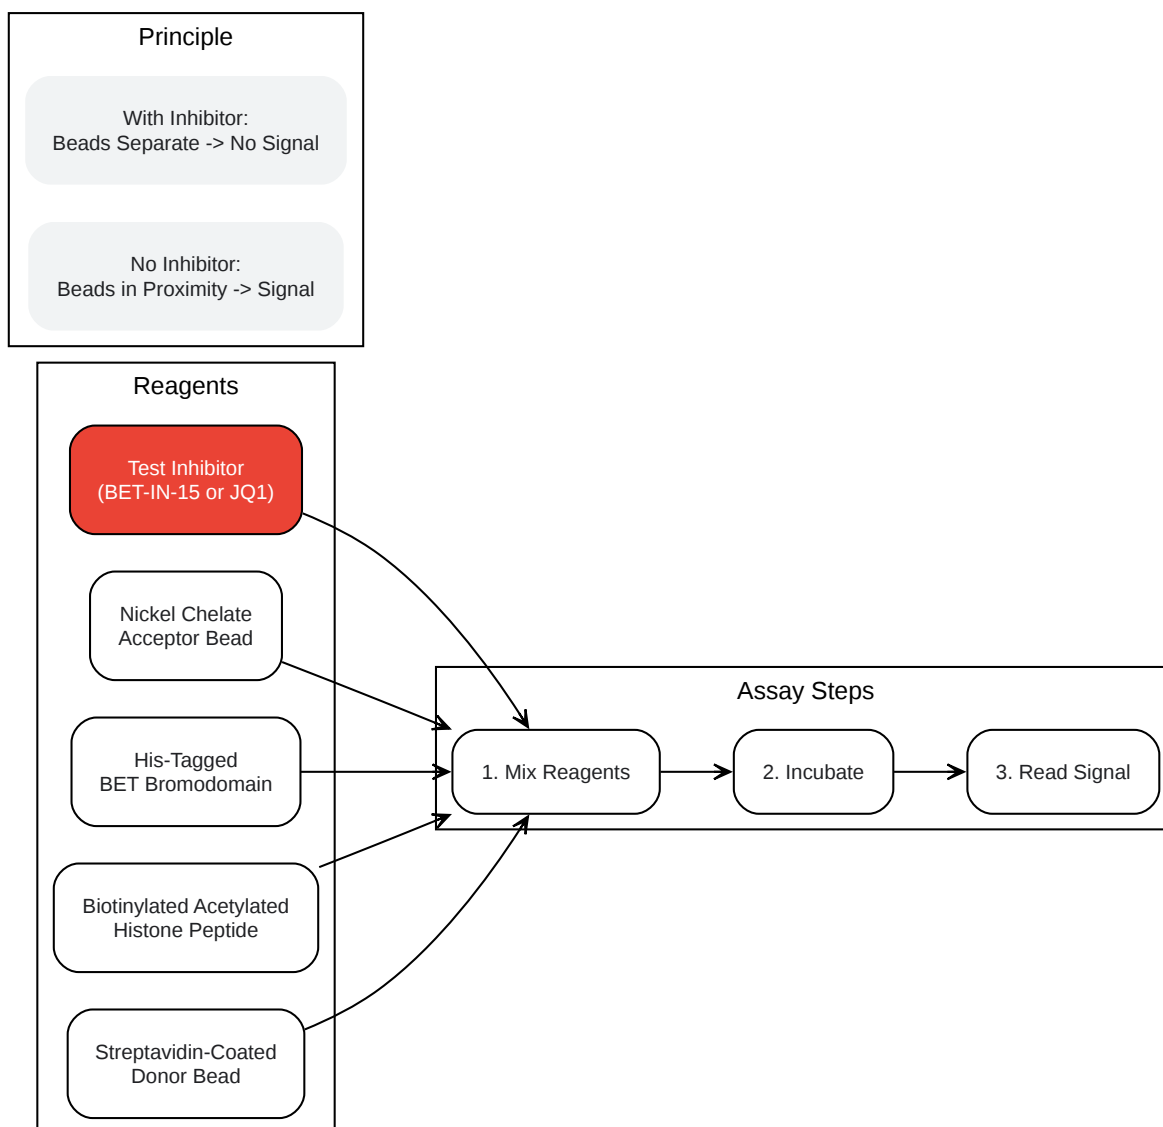 Principle
With Inhibitor:
Beads Separate -> No Signal
No Inhibitor:
Beads in Proximity -> Signal
Reagents
Test Inhibitor
(BET-IN-15 or JQ1)
Nickel Chelate
Acceptor Bead
His-Tagged
BET Bromodomain
Biotinylated Acetylated
Histone Peptide
Streptavidin-Coated
Donor Bead
Assay Steps
1. Mix Reagents
2. Incubate
3. Read Signal